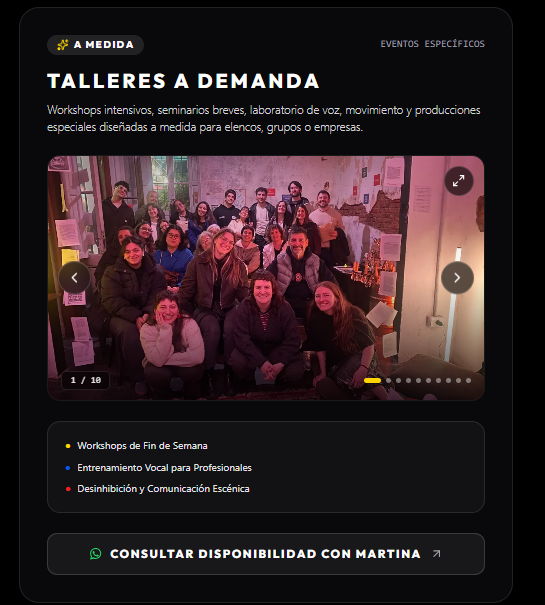 A MEDIDA
EVENTOS ESPECÍFICOS
TALLERES A DEMANDA
Workshops intensivos, seminarios breves, laboratorio de voz, movimiento y producciones
especiales diseñadas a medida para elencos, grupos o empresas.
1 / 10
Workshops de Fin de Semana
Entrenamiento Vocal para Profesionales
Desinhibición y Comunicación Escénica
CONSULTAR DISPONIBILIDAD CON MARTINA